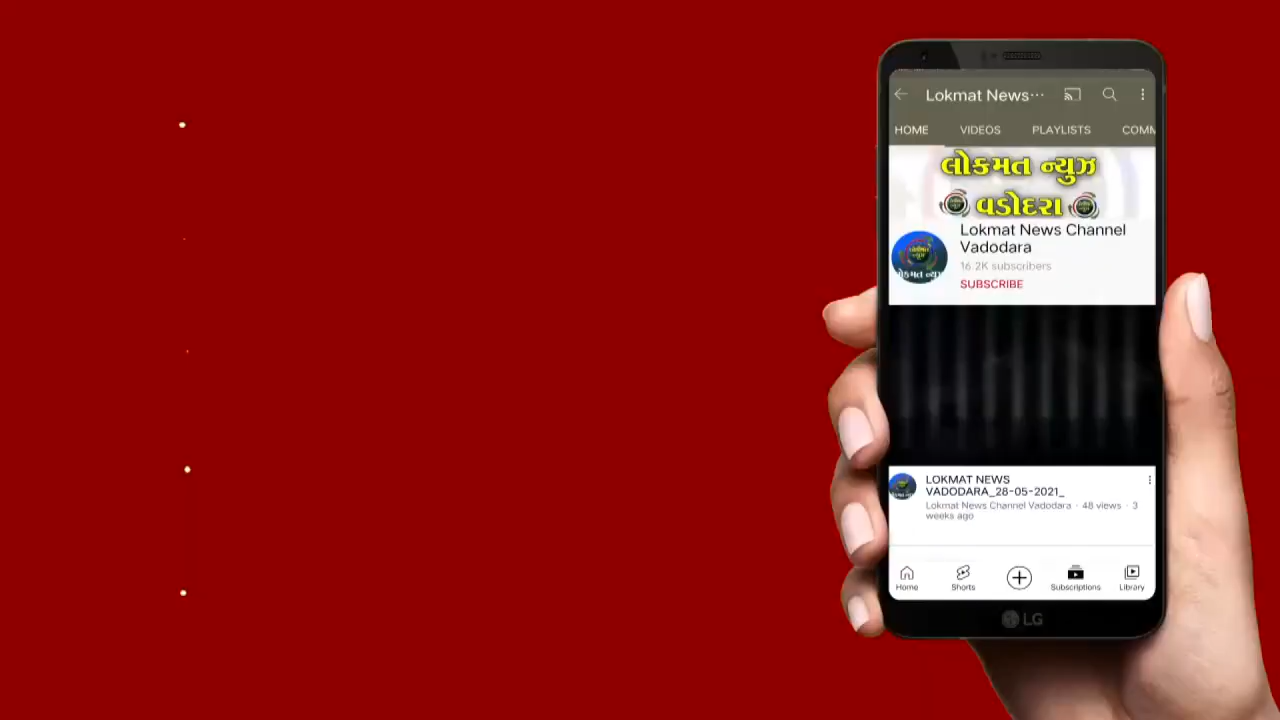 Lokmat News...
HOME VIDEOS PLAYLISTS COMM
લોકમત ન્યુઝ
વડોદરા
Lokmat News Channel
Vadodara
16.2K subscribers
SUBSCRIBE
LOKMAT NEWS
VADODARA_28-05-2021_
Lokmat News Channel Vadodara · 48 views · 3
weeks ago
Home Shorts Subscriptions Library
LG